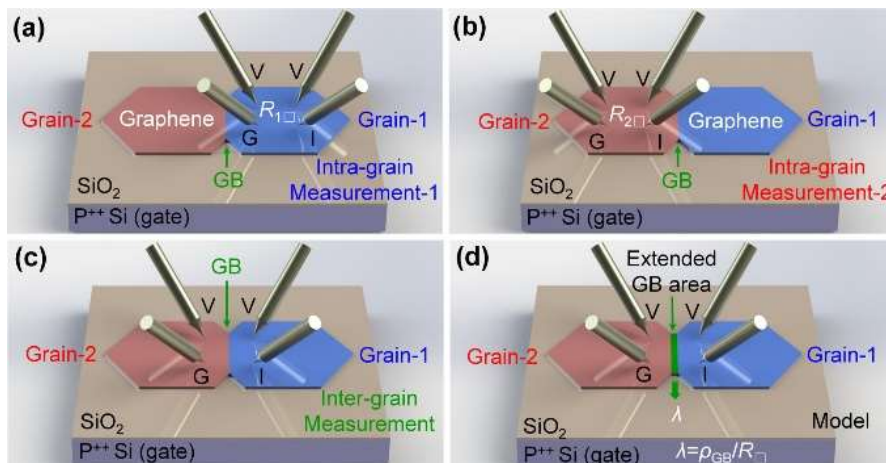 (a)
V V
Grain-2 Graphene R1□ Grain-1
G I
GB
Intra-grain
Measurement-1
SiO2
P++ Si (gate)
(b)
V V
Grain-2 R2□ Graphene Grain-1
G I
GB
Intra-grain
Measurement-2
SiO2
P++ Si (gate)
(c)
GB
V V
Grain-2 Grain-1
G I
Inter-grain
Measurement
SiO2
P++ Si (gate)
(d)
Extended
GB area
V V
Grain-2 Grain-1
G I
λ
SiO2 Model
P++ Si (gate) λ=ρGB/R□